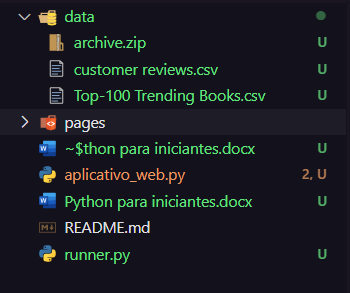 data
archive.zip U
customer reviews.csv U
Top-100 Trending Books.csv U
pages
~$thon para iniciantes.docx U
aplicativo_web.py 2, U
Python para iniciantes.docx U
README.md
runner.py U